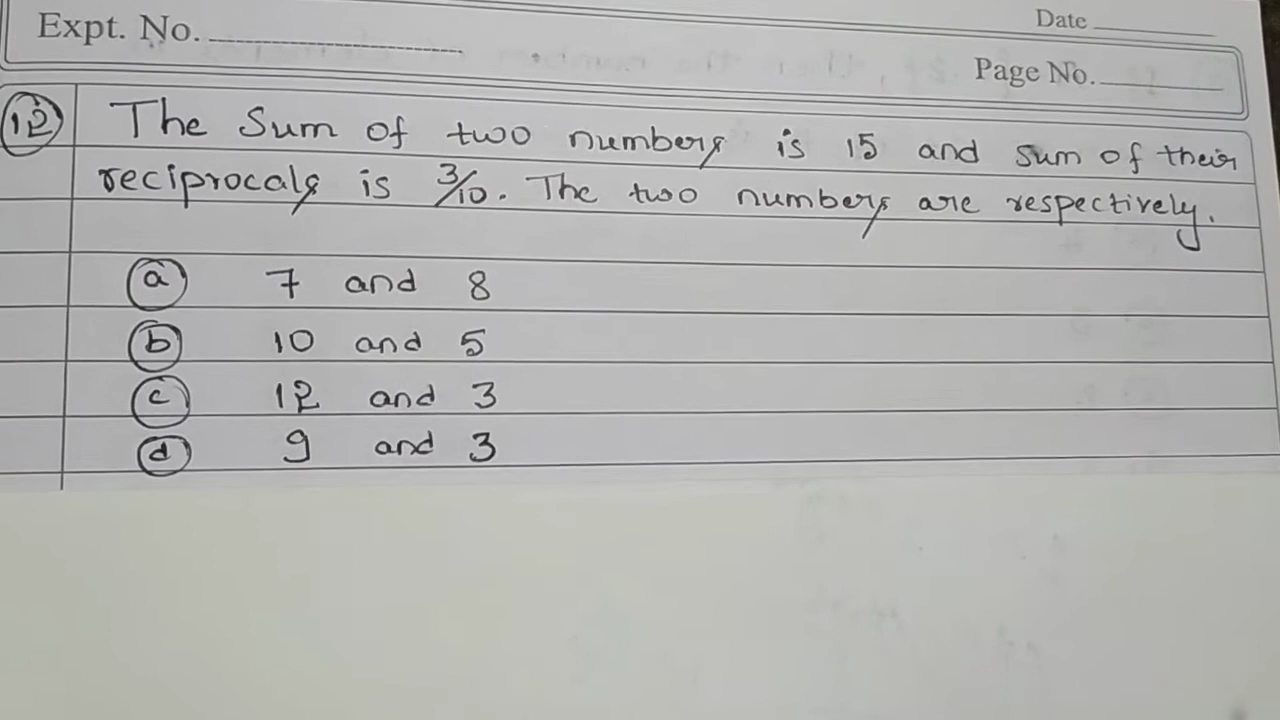 Expt. No.
Date
Page No.
12 The Sum of two numbers is 15 and sum of their
reciprocals is 3/10. The two numbers are respectively.
a 7 and 8
b 10 and 5
c 12 and 3
d 9 and 3